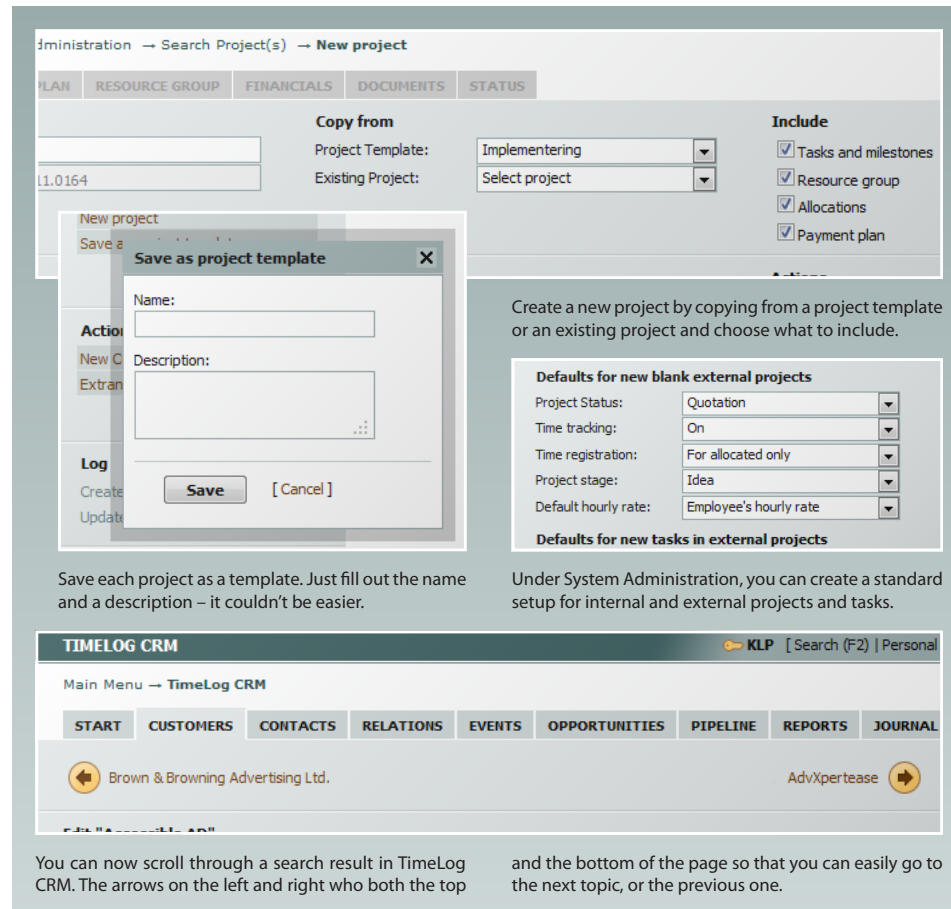 → Search Project(s) → New project
RESOURCE GROUP FINANCIALS DOCUMENTS STATUS
Copy from
Include
Project Template: Implementering
Tasks and milestones
11.0164
Existing Project: Select project
Resource group
Allocations
Payment plan
New project
Save as project template
Name:
Description:
Save [ Cancel ]
New C
Extran
Log
Create
Update
Create a new project by copying from a project template
or an existing project and choose what to include.
Defaults for new blank external projects
Project Status: Quotation
Time tracking: On
Time registration: For allocated only
Project stage: Idea
Default hourly rate: Employee's hourly rate
Defaults for new tasks in external projects
Save each project as a template. Just fill out the name
and a description – it couldn't be easier.
Under System Administration, you can create a standard
setup for internal and external projects and tasks.
TIMELOG CRM
KLP [ Search (F2) | Personal
Main Menu → TimeLog CRM
START CUSTOMERS CONTACTS RELATIONS EVENTS OPPORTUNITIES PIPELINE REPORTS JOURNAL
Brown & Browning Advertising Ltd.
AdvXpertease
You can now scroll through a search result in TimeLog
CRM. The arrows on the left and right who both the top
and the bottom of the page so that you can easily go to
the next topic, or the previous one.